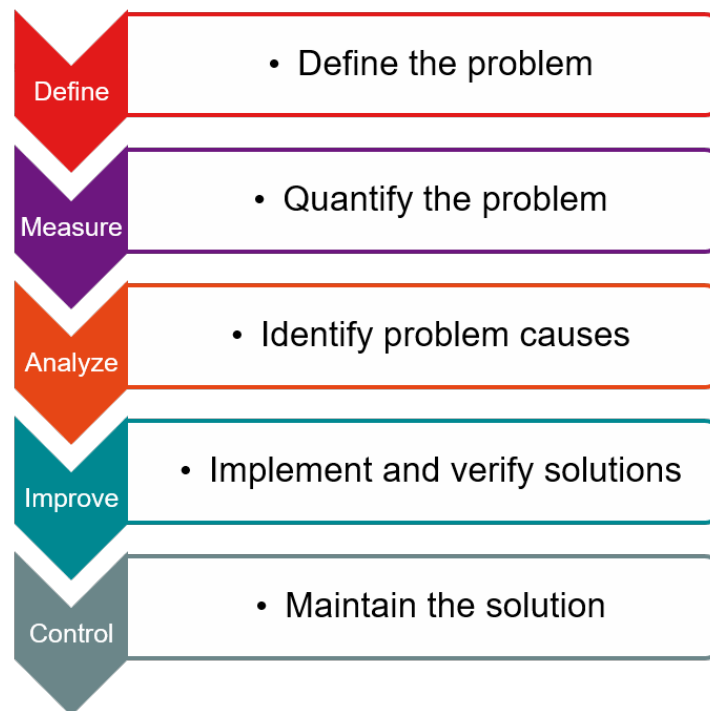 Define
• Define the problem
Measure
• Quantify the problem
Analyze
• Identify problem causes
Improve
• Implement and verify solutions
Control
• Maintain the solution